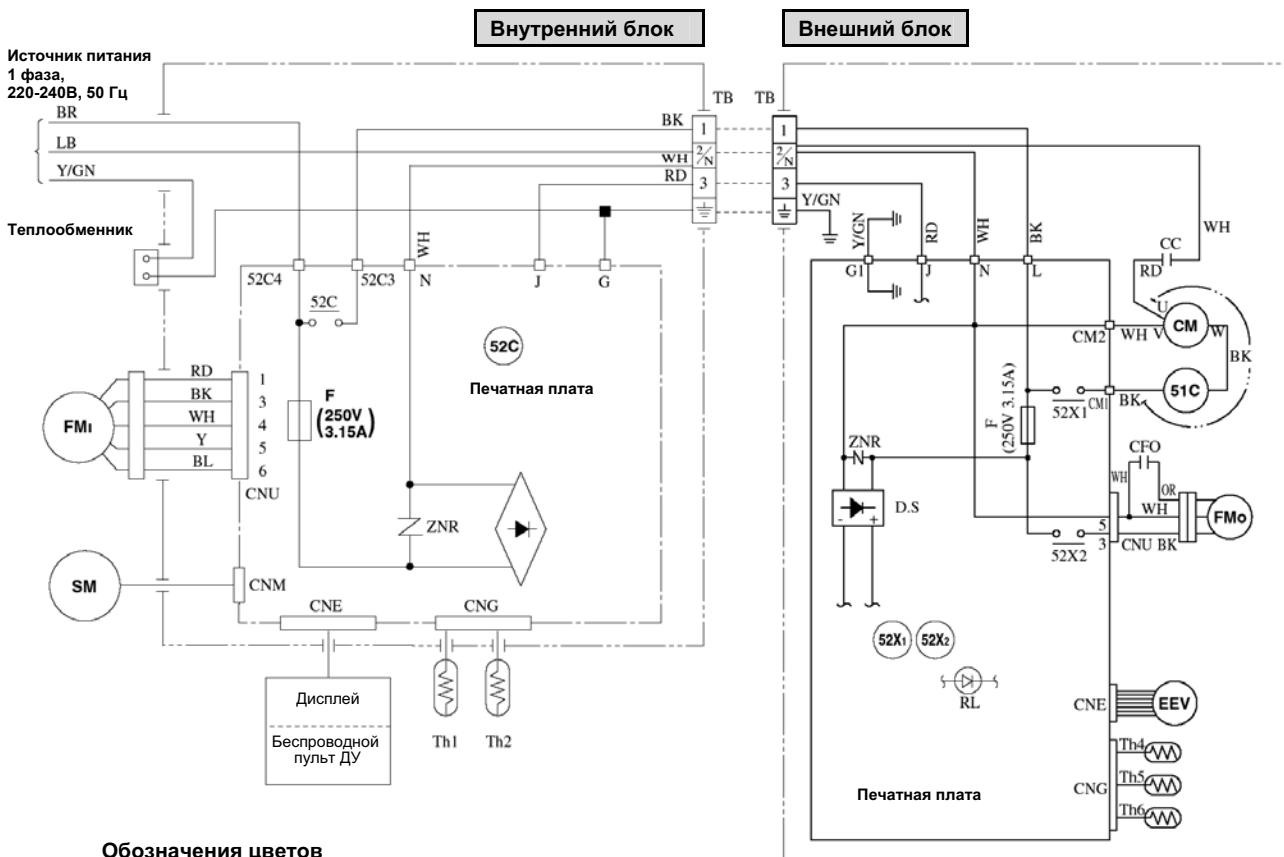 Внутренний блок
Внешний блок
Источник питания
1 фаза,
220-240В, 50 Гц
BR
LB
Y/GN
Теплообменник
TB
TB
BK
1
1
WH
2/N
2/N
RD
3
3
Y/GN
WH
52C4
52C3
N
J
G
52C
52C
Печатная плата
F
(250V
3.15A)
ZNR
RD
BK
WH
Y
BL
1
3
4
5
6
CNU
FMI
SM
CNM
CNE
CNG
Дисплей
Беспроводной
пульт ДУ
Th1
Th2
Y/GN
RD
WH
BK
G1
J
N
L
WH
CC
RD
U
CM
V
W
CM2
WH
BK
51C
BK
CM1
52X1
F
(250V 3.15A)
ZNR
D.S
CFO
WH
OR
WH
FMo
5
3
CNU
BK
52X2
52X1
52X2
RL
CNE
EEV
Th4
CNG
Th5
Th6
Печатная плата
Обозначения цветов